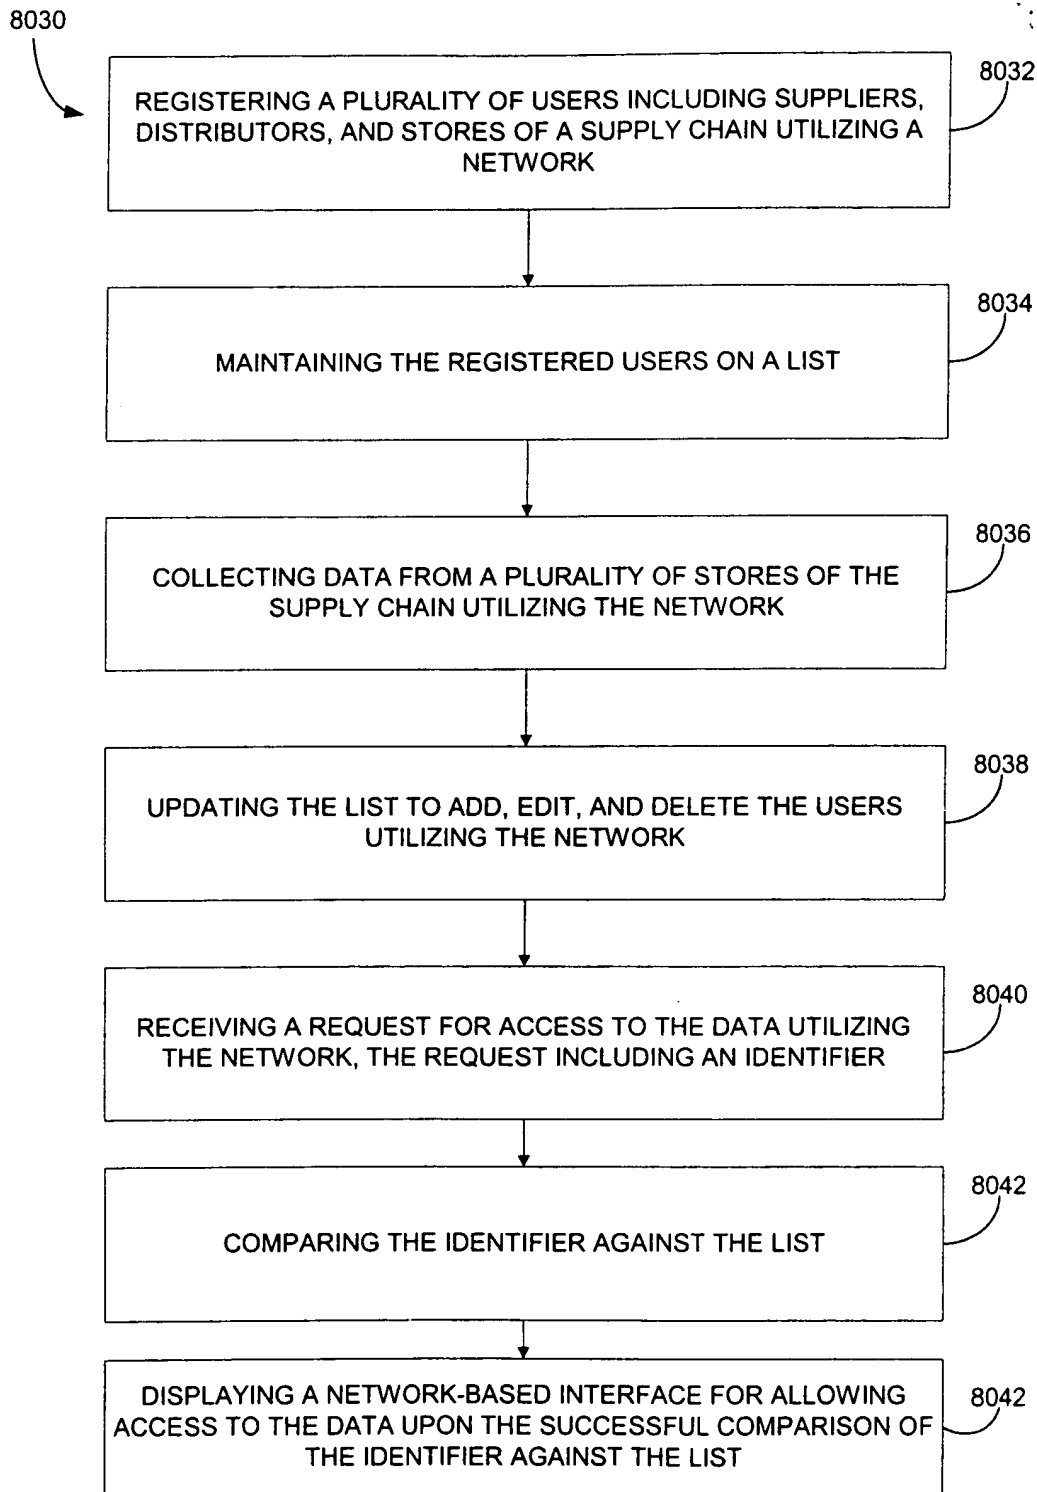 8030
8032
REGISTERING A PLURALITY OF USERS INCLUDING SUPPLIERS,
DISTRIBUTORS, AND STORES OF A SUPPLY CHAIN UTILIZING A
NETWORK
8034
MAINTAINING THE REGISTERED USERS ON A LIST
8036
COLLECTING DATA FROM A PLURALITY OF STORES OF THE
SUPPLY CHAIN UTILIZING THE NETWORK
8038
UPDATING THE LIST TO ADD, EDIT, AND DELETE THE USERS
UTILIZING THE NETWORK
8040
RECEIVING A REQUEST FOR ACCESS TO THE DATA UTILIZING
THE NETWORK, THE REQUEST INCLUDING AN IDENTIFIER
8042
COMPARING THE IDENTIFIER AGAINST THE LIST
8042
DISPLAYING A NETWORK-BASED INTERFACE FOR ALLOWING
ACCESS TO THE DATA UPON THE SUCCESSFUL COMPARISON OF
THE IDENTIFIER AGAINST THE LIST